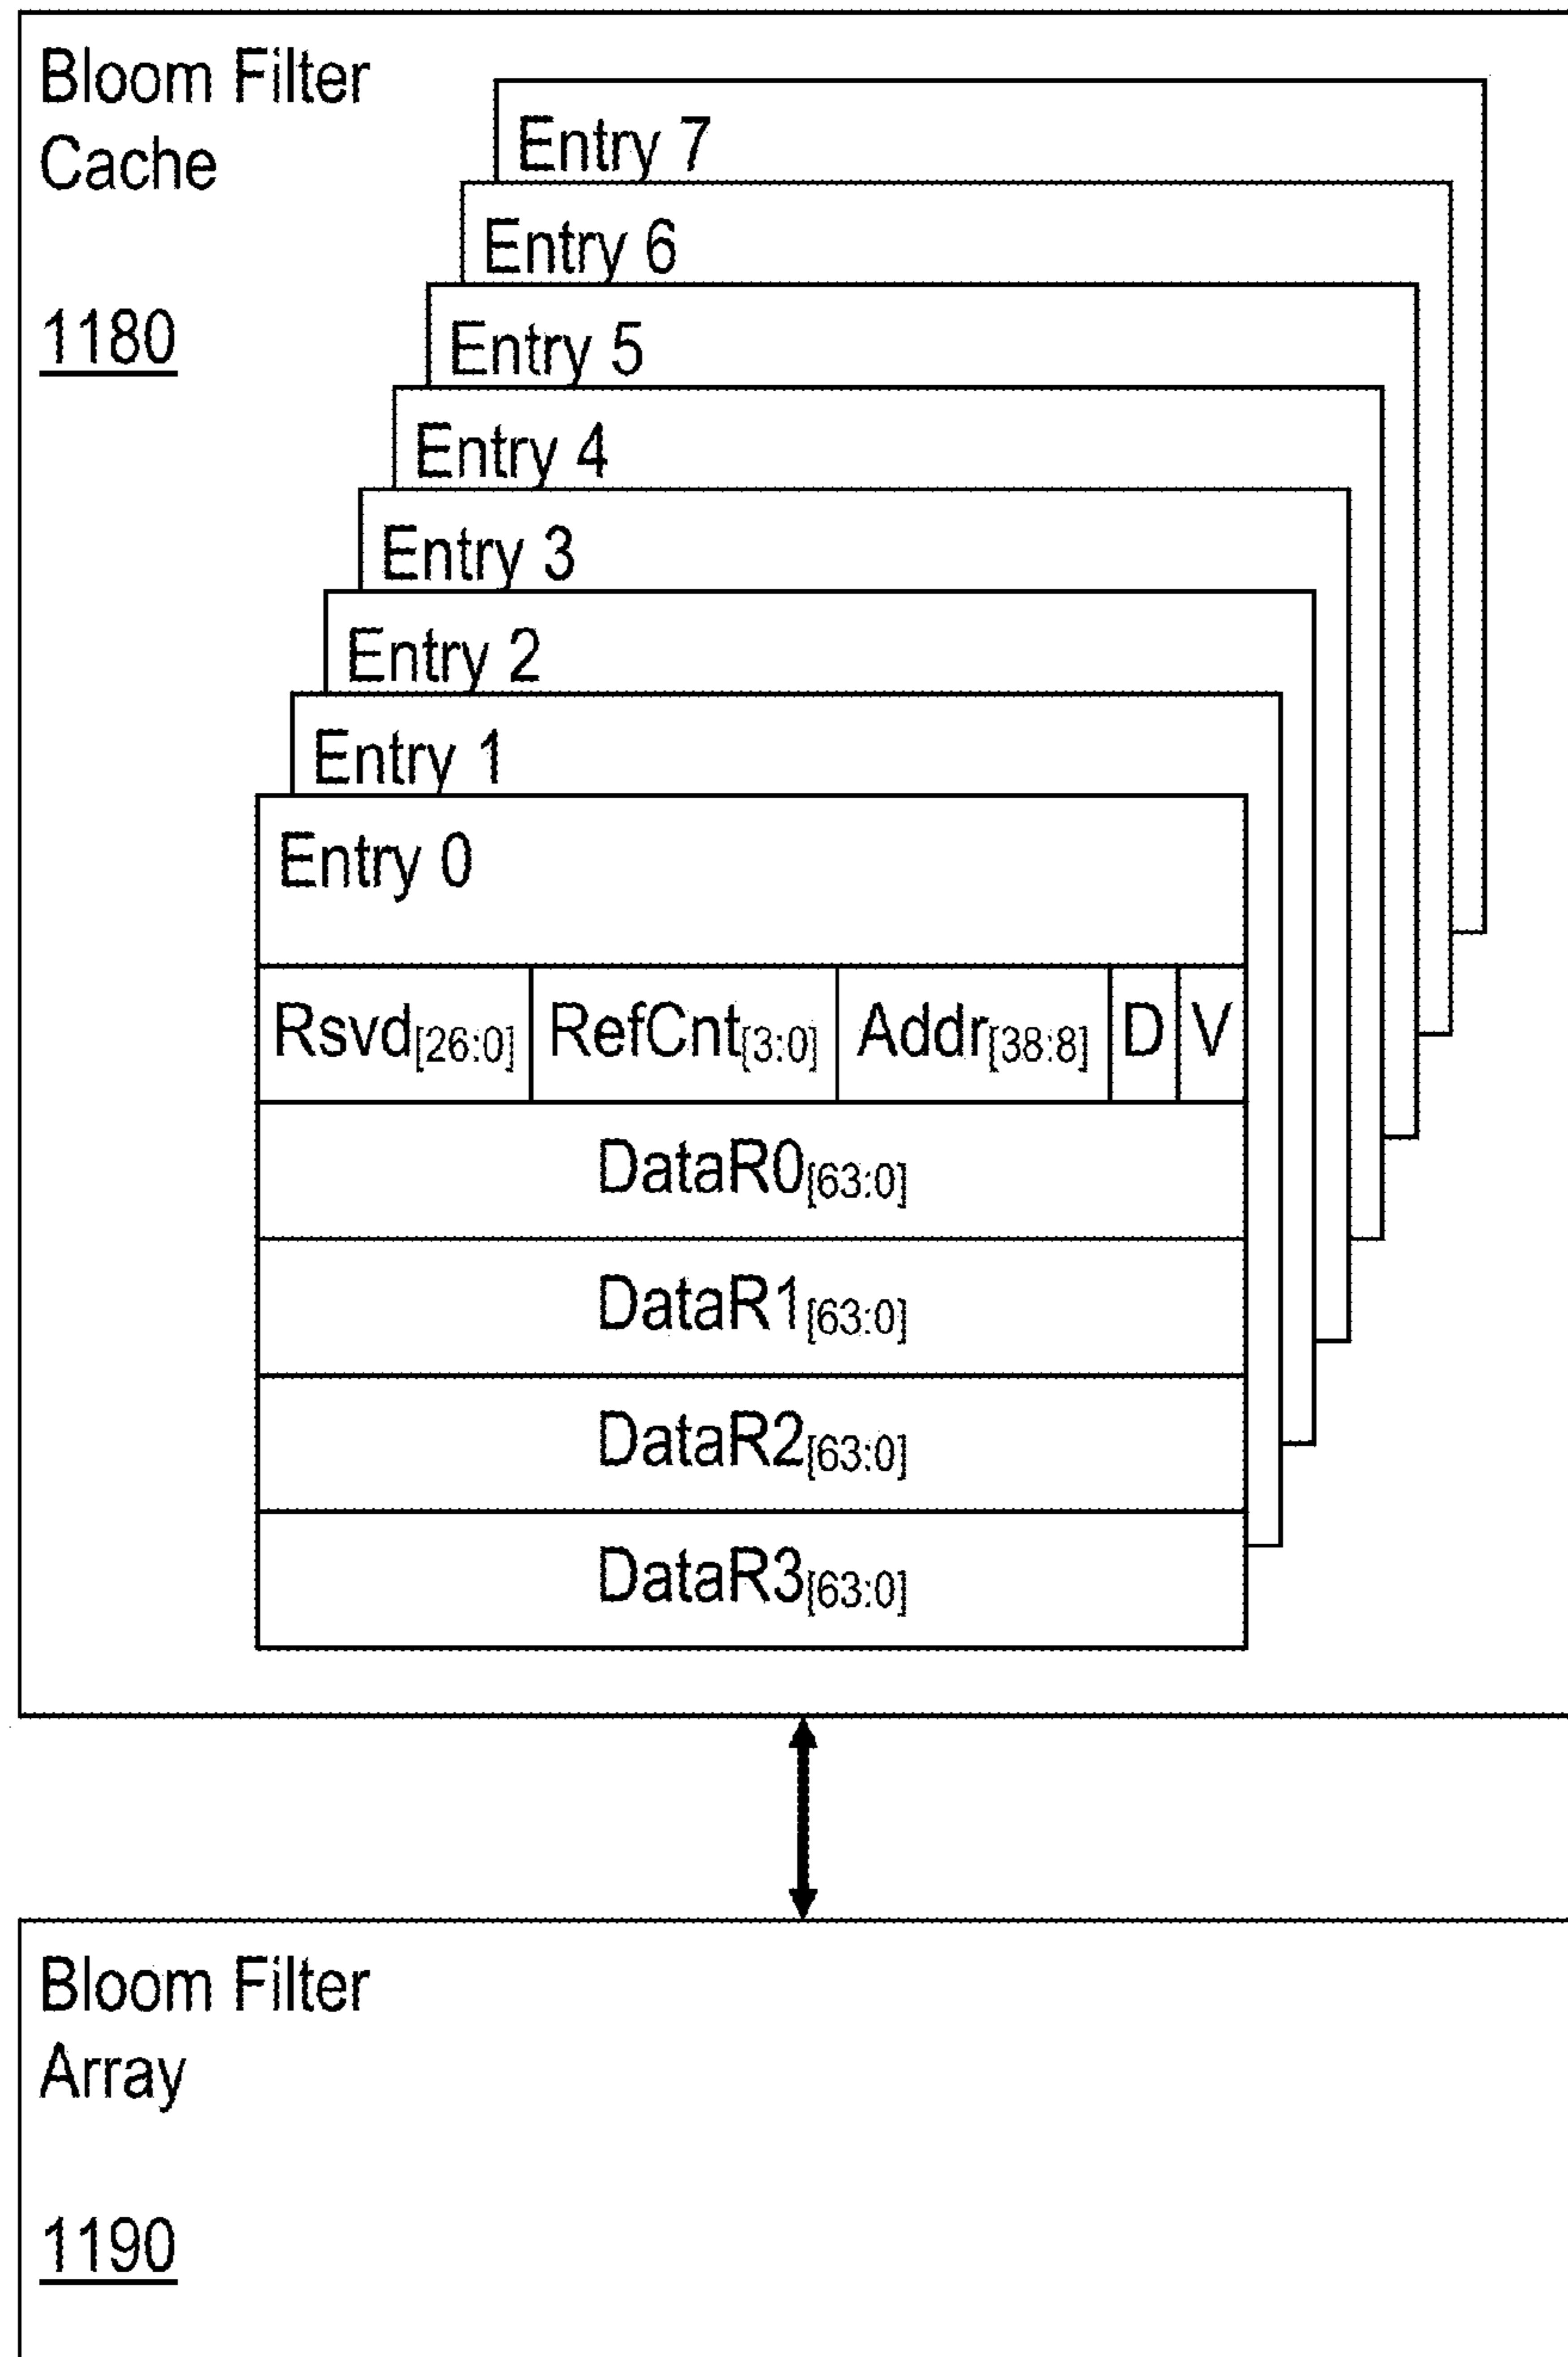 Bloom Filter
Cache
1180
Entry 7
Entry 6
Entry 5
Entry 4
Entry 3
Entry 2
Entry 1
Entry 0
Rsvd[26:0] RefCnt[3:0] Addr[38:8] D V
DataR0[63:0]
DataR1[63:0]
DataR2[63:0]
DataR3[63:0]
Bloom Filter
Array
1190